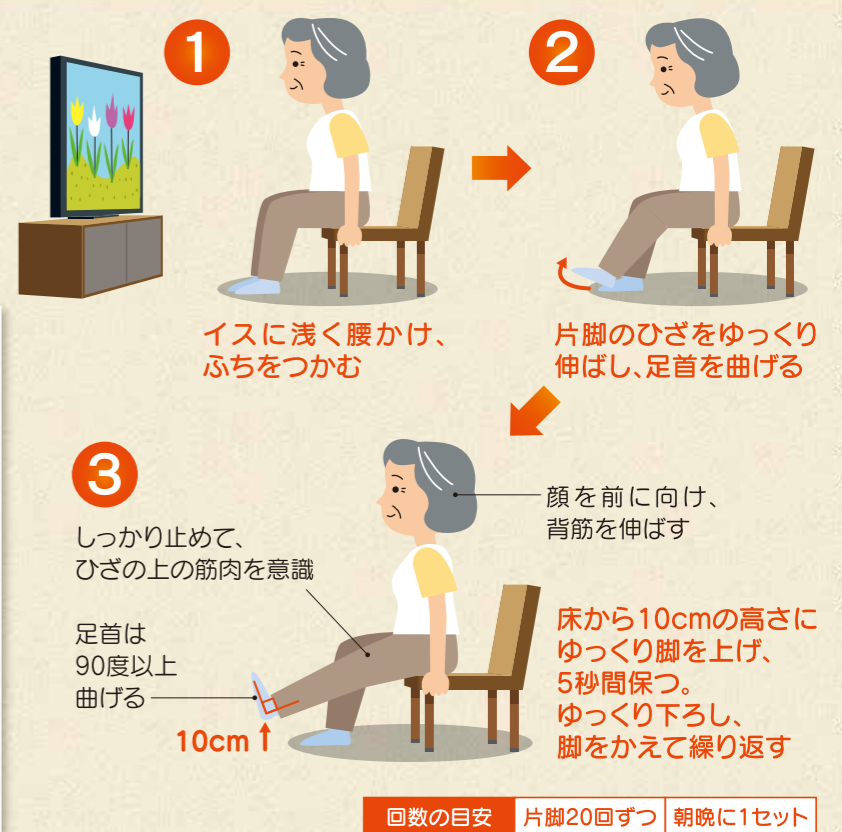 1
イスに浅く腰かけ、
ふちをつかむ
2
片脚のひざをゆっくり
伸ばし、足首を曲げる
3
しっかり止めて、
ひざの上の筋肉を意識
足首は
90度以上
曲げる
10cm
顔を前に向け、
背筋を伸ばす
床から10cmの高さに
ゆっくり脚を上げ、
5秒間保つ。
ゆっくり下ろし、
脚をかえて繰り返す
回数の目安 片脚20回ずつ 朝晩に1セット